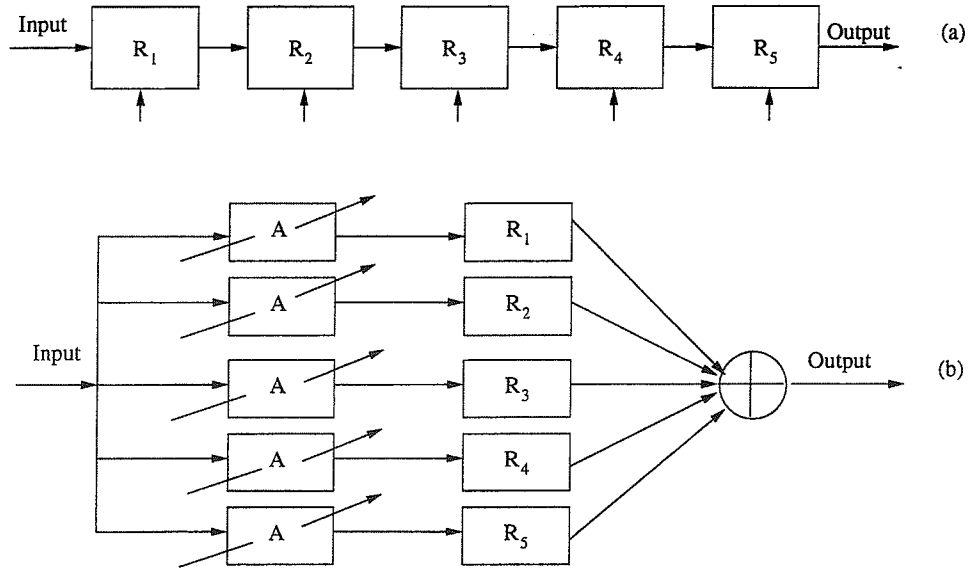 Input R1 R2 R3 R4 R5 Output (a)
A R1
A R2
Input A R3 Output (b)
A R4
A R5